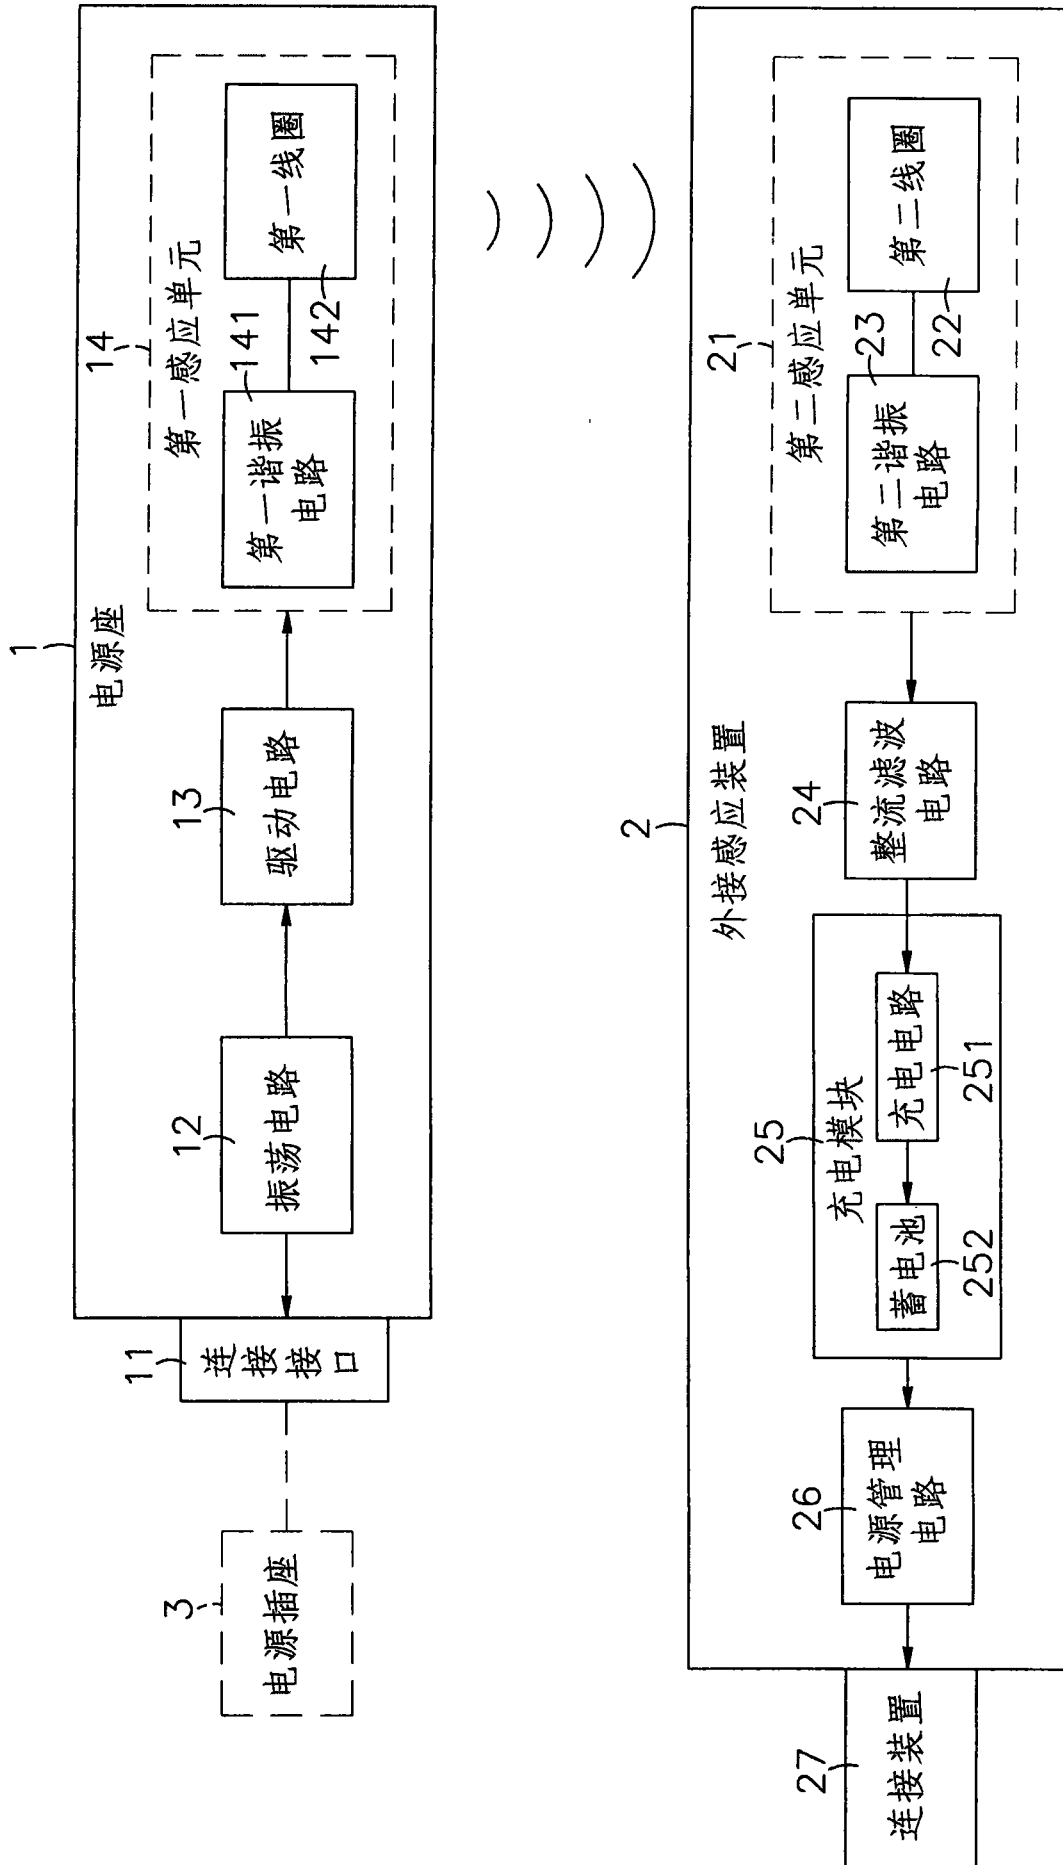 1
电源座
14
第一感应单元
第一线圈
142
141
第一谐振
电路
13
驱动电路
12
振荡电路
11
连接
接口
3
电源插座
2
外接感应装置
21
第二感应单元
第二线圈
22
23
第二谐振
电路
24
整流滤波
电路
25
充电模块
充电电路
251
蓄电池
252
26
电源管理
电路
27
连接装置